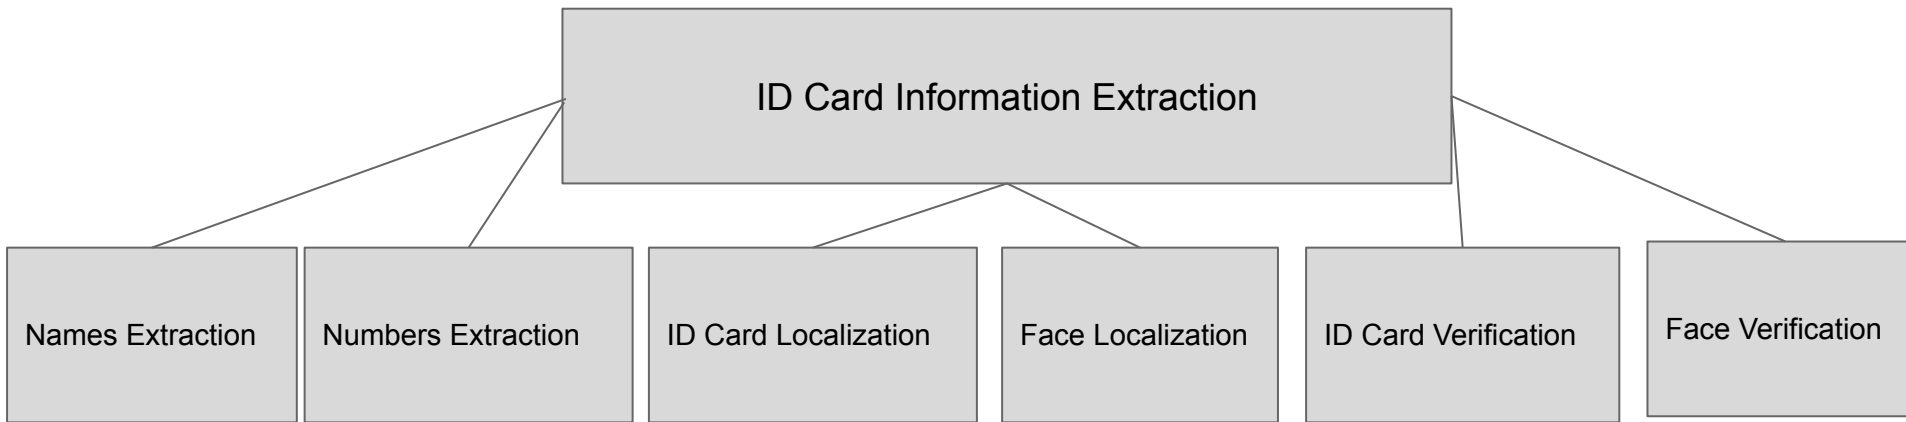 ID Card Information Extraction
Names Extraction
Numbers Extraction
ID Card Localization
Face Localization
ID Card Verification
Face Verification